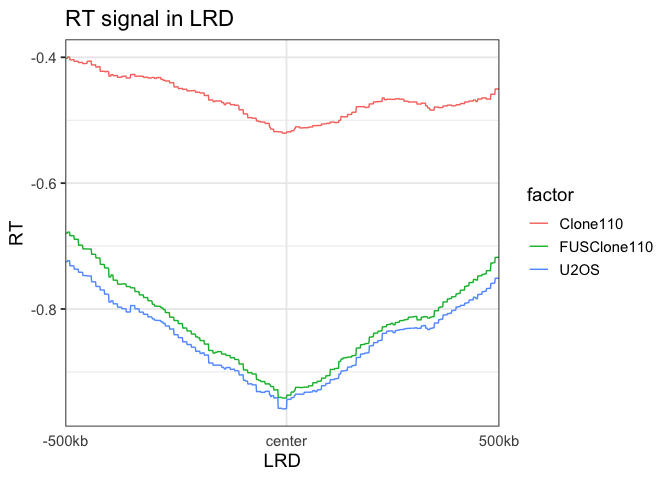 RT signal in LRD
-0.4
-0.6
-0.8
RT
-500kb
center
500kb
LRD
factor
Clone110
FUSClone110
U2OS